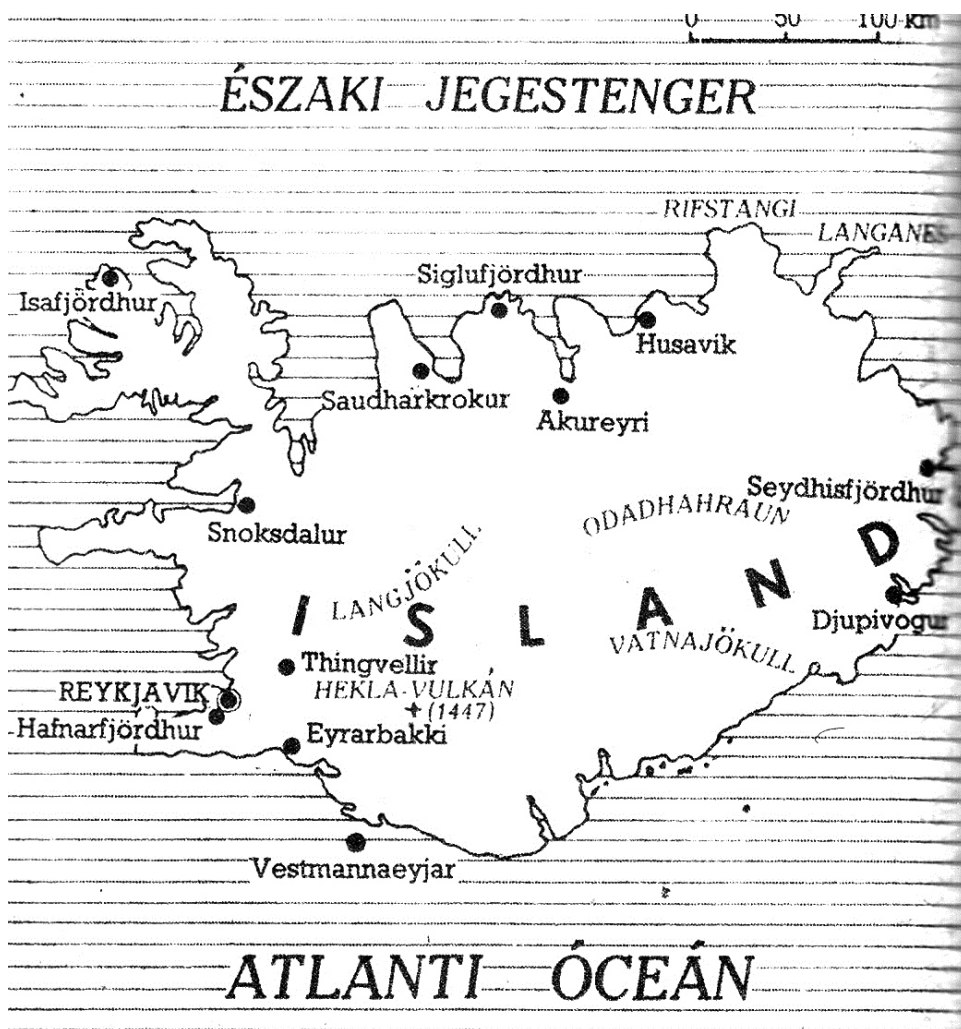 0 50 100 km
ÉSZAKI JEGESTENGER
RIFSTANGI
LANGANES
Siglufjördhur
Isafjördhur
Husavik
Saudharkrokur
Akureyri
Seydhisfjördhur
Snoksdalur
ODADHAHRAUN
LANGJÖKULL
ISLAND
Djupivogur
VATNAJÖKULL
Thingvellir
REYKJAVIK
HEKLA-VULKÁN
(1447)
Hafnarfjördhur
Eyrarbakki
Vestmannaeyjar
ATLANTI ÓCEÁN